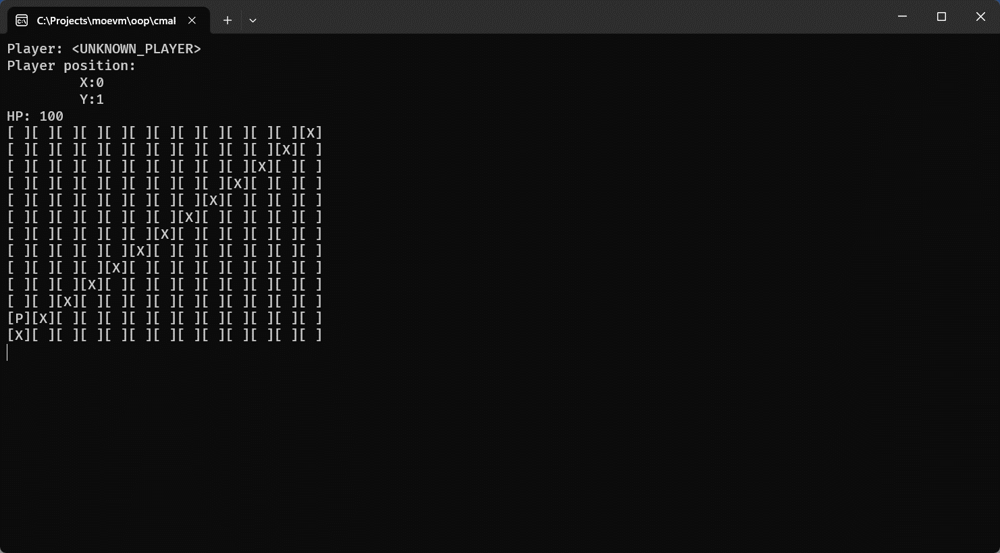 C:\Projects\moevm\oop\cmal
Player: <UNKNOWN_PLAYER>
Player position:
         X:0
         Y:1
HP: 100
[ ][ ][ ][ ][ ][ ][ ][ ][ ][ ][ ][ ][X]
[ ][ ][ ][ ][ ][ ][ ][ ][ ][ ][ ][X][ ]
[ ][ ][ ][ ][ ][ ][ ][ ][ ][ ][X][ ][ ]
[ ][ ][ ][ ][ ][ ][ ][ ][ ][X][ ][ ][ ]
[ ][ ][ ][ ][ ][ ][ ][ ][X][ ][ ][ ][ ]
[ ][ ][ ][ ][ ][ ][ ][X][ ][ ][ ][ ][ ]
[ ][ ][ ][ ][ ][ ][X][ ][ ][ ][ ][ ][ ]
[ ][ ][ ][ ][ ][X][ ][ ][ ][ ][ ][ ][ ]
[ ][ ][ ][ ][X][ ][ ][ ][ ][ ][ ][ ][ ]
[ ][ ][ ][X][ ][ ][ ][ ][ ][ ][ ][ ][ ]
[ ][ ][X][ ][ ][ ][ ][ ][ ][ ][ ][ ][ ]
[P][X][ ][ ][ ][ ][ ][ ][ ][ ][ ][ ][ ]
[X][ ][ ][ ][ ][ ][ ][ ][ ][ ][ ][ ][ ]